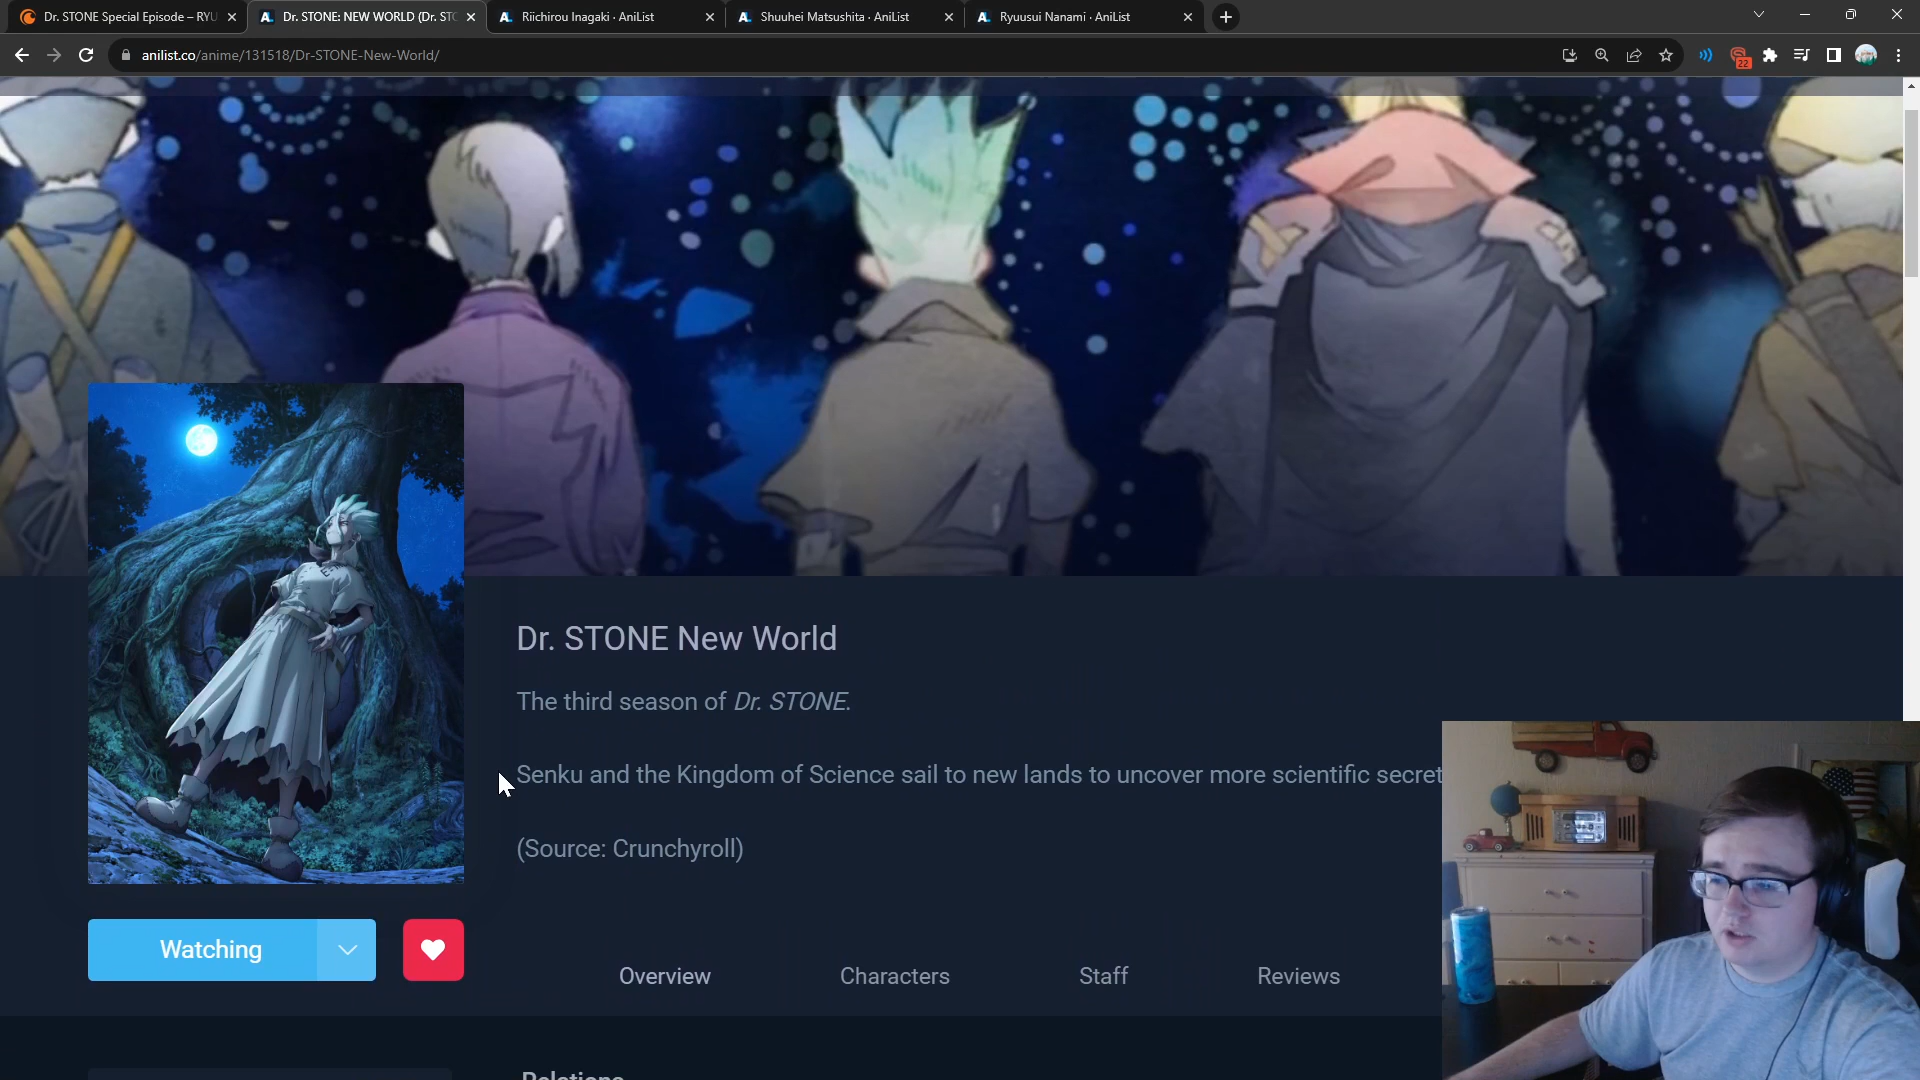 Dr. STONE Special Episode – RYU
Dr. STONE: NEW WORLD (Dr. STO
Riichirou Inagaki · AniList
Shuuhei Matsushita · AniList
Ryuusui Nanami · AniList
anilist.co/anime/131518/Dr-STONE-New-World/
22
Dr. STONE New World
The third season of Dr. STONE.
Senku and the Kingdom of Science sail to new lands to uncover more scientific secret
(Source: Crunchyroll)
Watching
Overview
Characters
Staff
Reviews
Relations